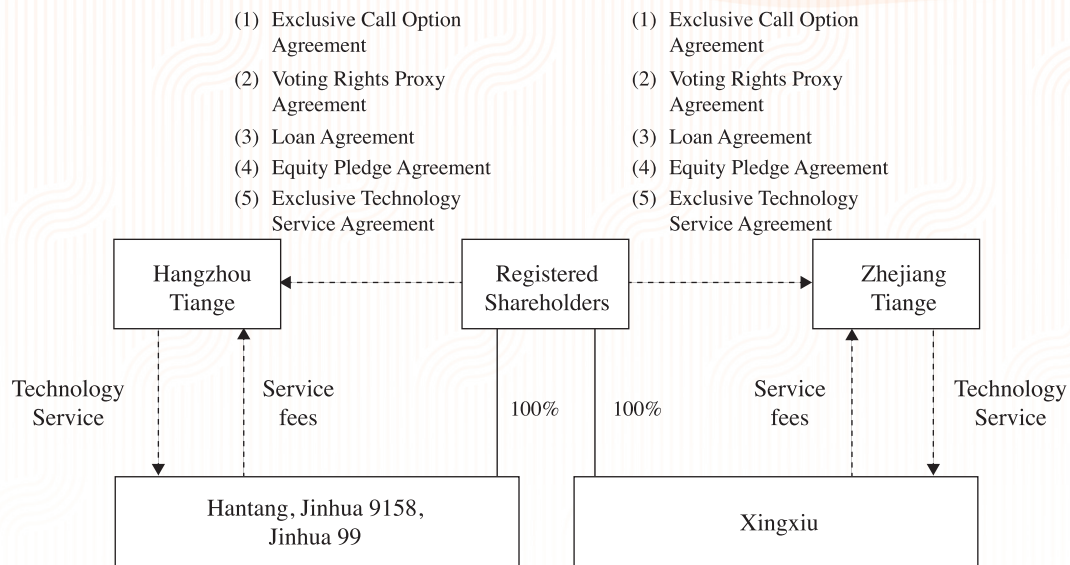 (1) Exclusive Call Option
Agreement
(2) Voting Rights Proxy
Agreement
(3) Loan Agreement
(4) Equity Pledge Agreement
(5) Exclusive Technology
Service Agreement
(1) Exclusive Call Option
Agreement
(2) Voting Rights Proxy
Agreement
(3) Loan Agreement
(4) Equity Pledge Agreement
(5) Exclusive Technology
Service Agreement
Hangzhou
Tiange
Registered
Shareholders
Zhejiang
Tiange
Technology
Service
Service
fees
100%
100%
Service
fees
Technology
Service
Hantang, Jinhua 9158,
Jinhua 99
Xingxiu